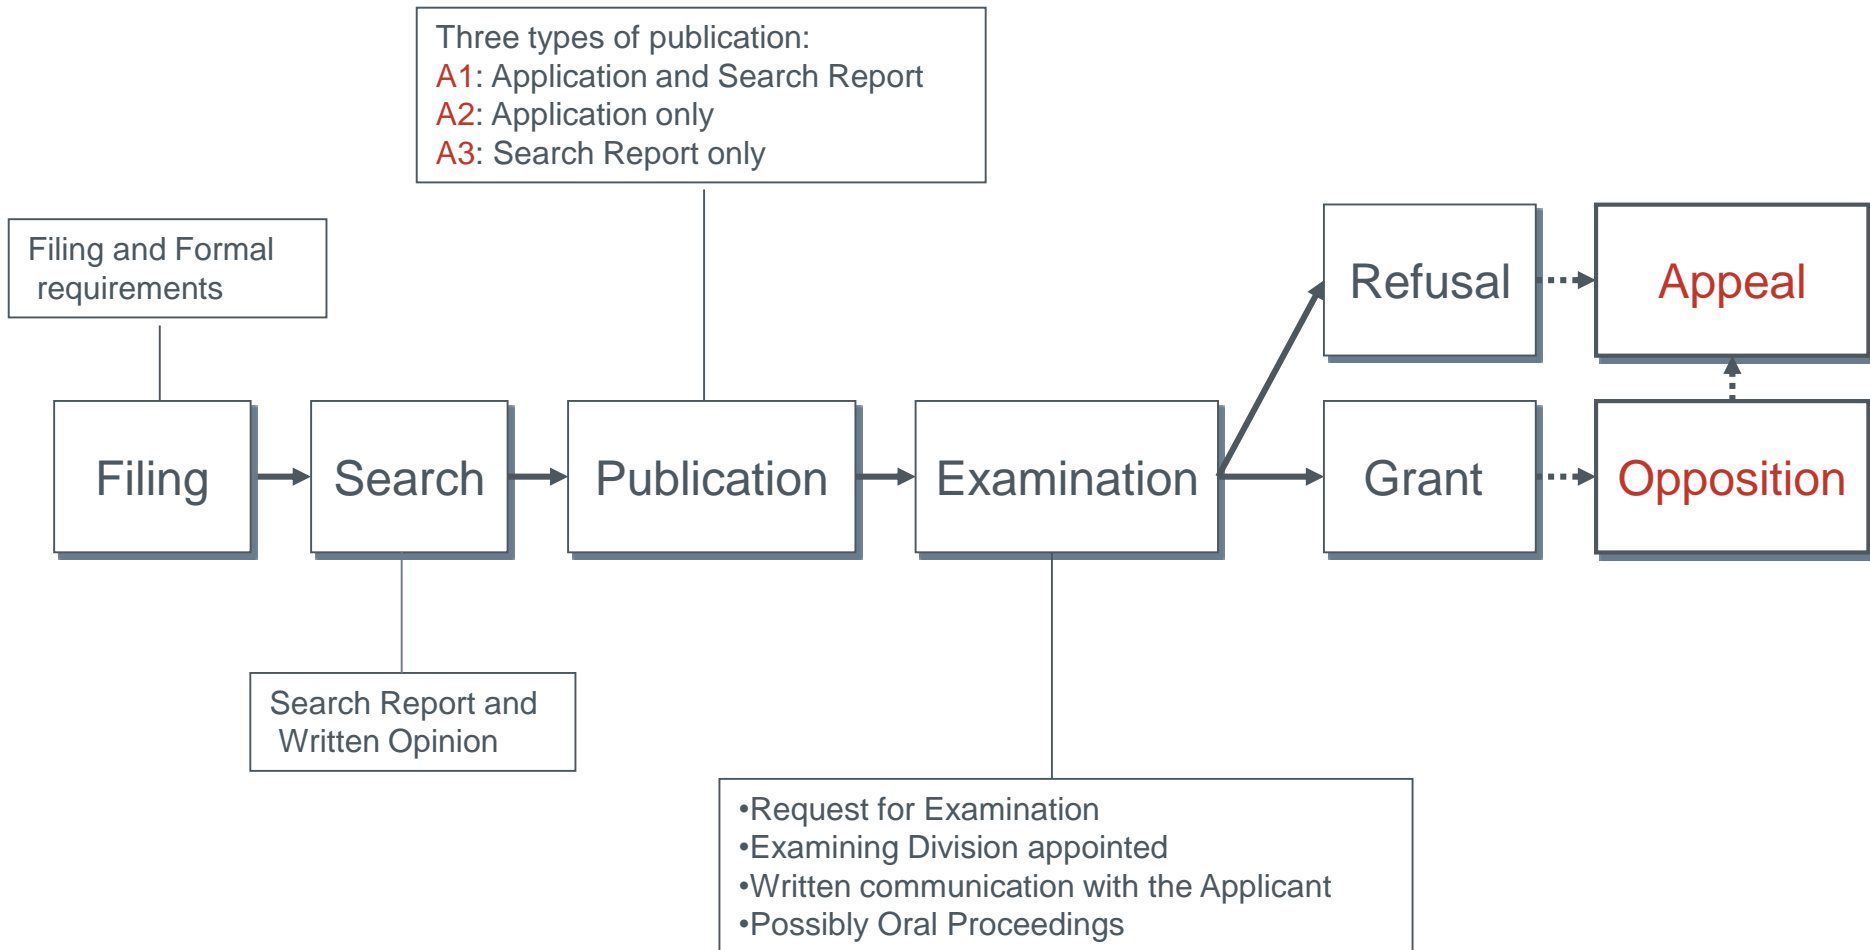 Three types of publication:
A1: Application and Search Report
A2: Application only
A3: Search Report only
Filing and Formal
requirements
Refusal
Appeal
Filing
Search
Publication
Examination
Grant
Opposition
Search Report and
Written Opinion
•Request for Examination
•Examining Division appointed
•Written communication with the Applicant
•Possibly Oral Proceedings